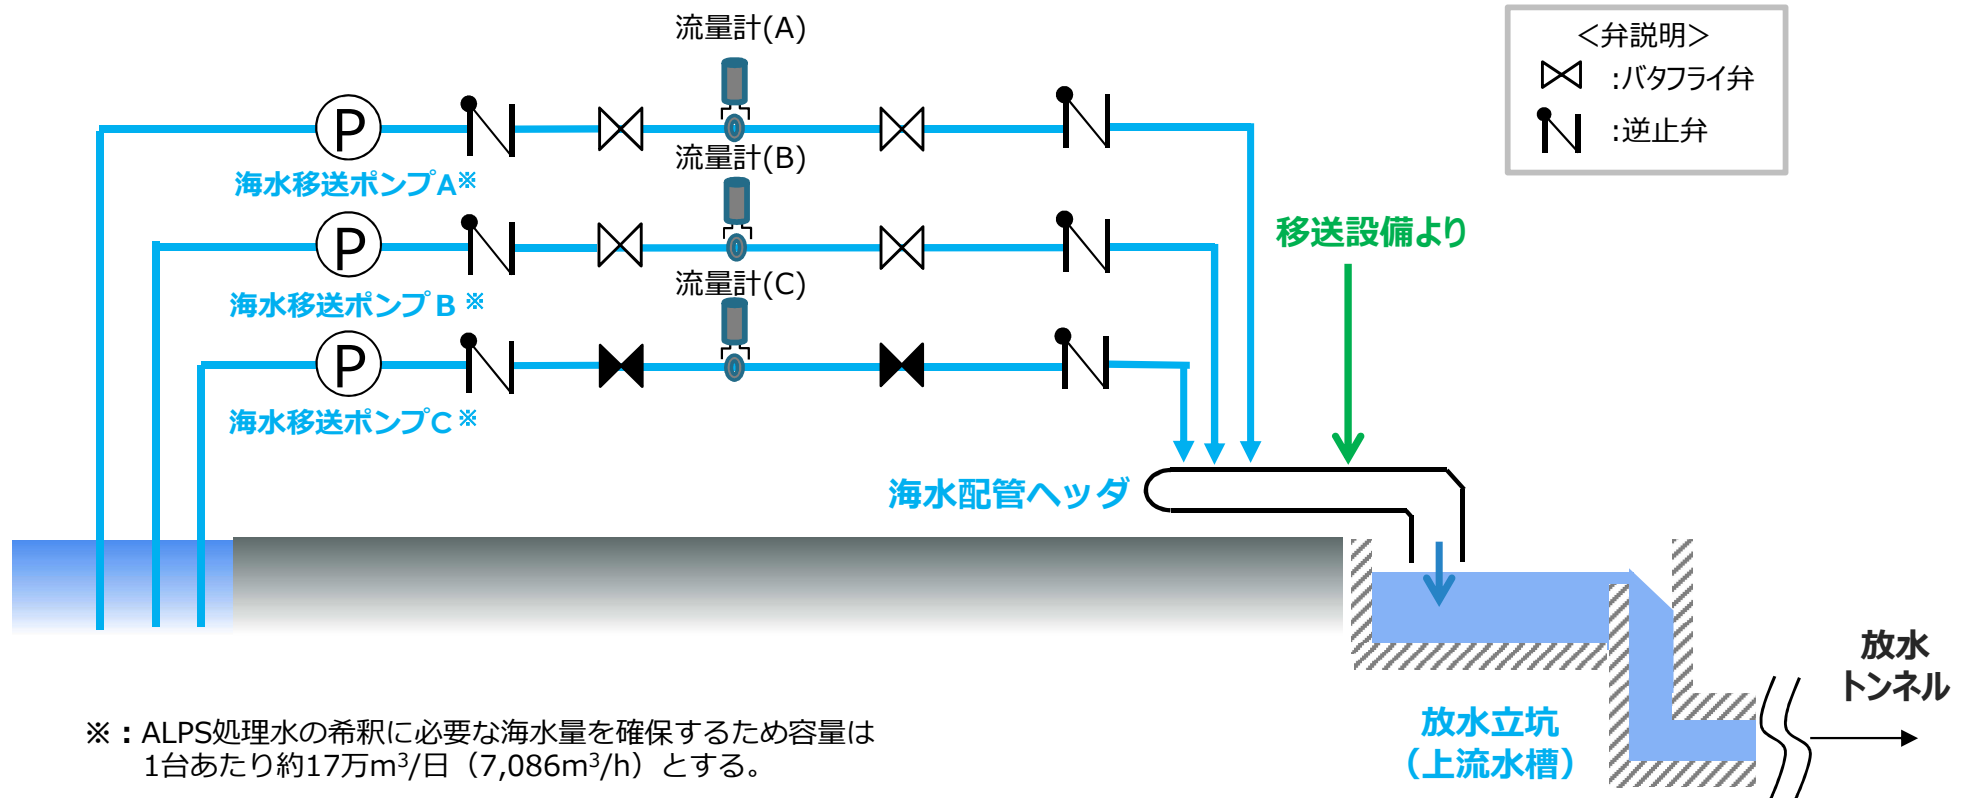 流量計(A)
＜弁説明＞
:バタフライ弁
:逆止弁
P
海水移送ポンプA※
流量計(B)
P
海水移送ポンプB※
流量計(C)
P
海水移送ポンプC※
移送設備より
海水配管ヘッダ
放水
トンネル
放水立坑
（上流水槽）
※：ALPS処理水の希釈に必要な海水量を確保するため容量は
1台あたり約17万m³/日（7,086m³/h）とする。